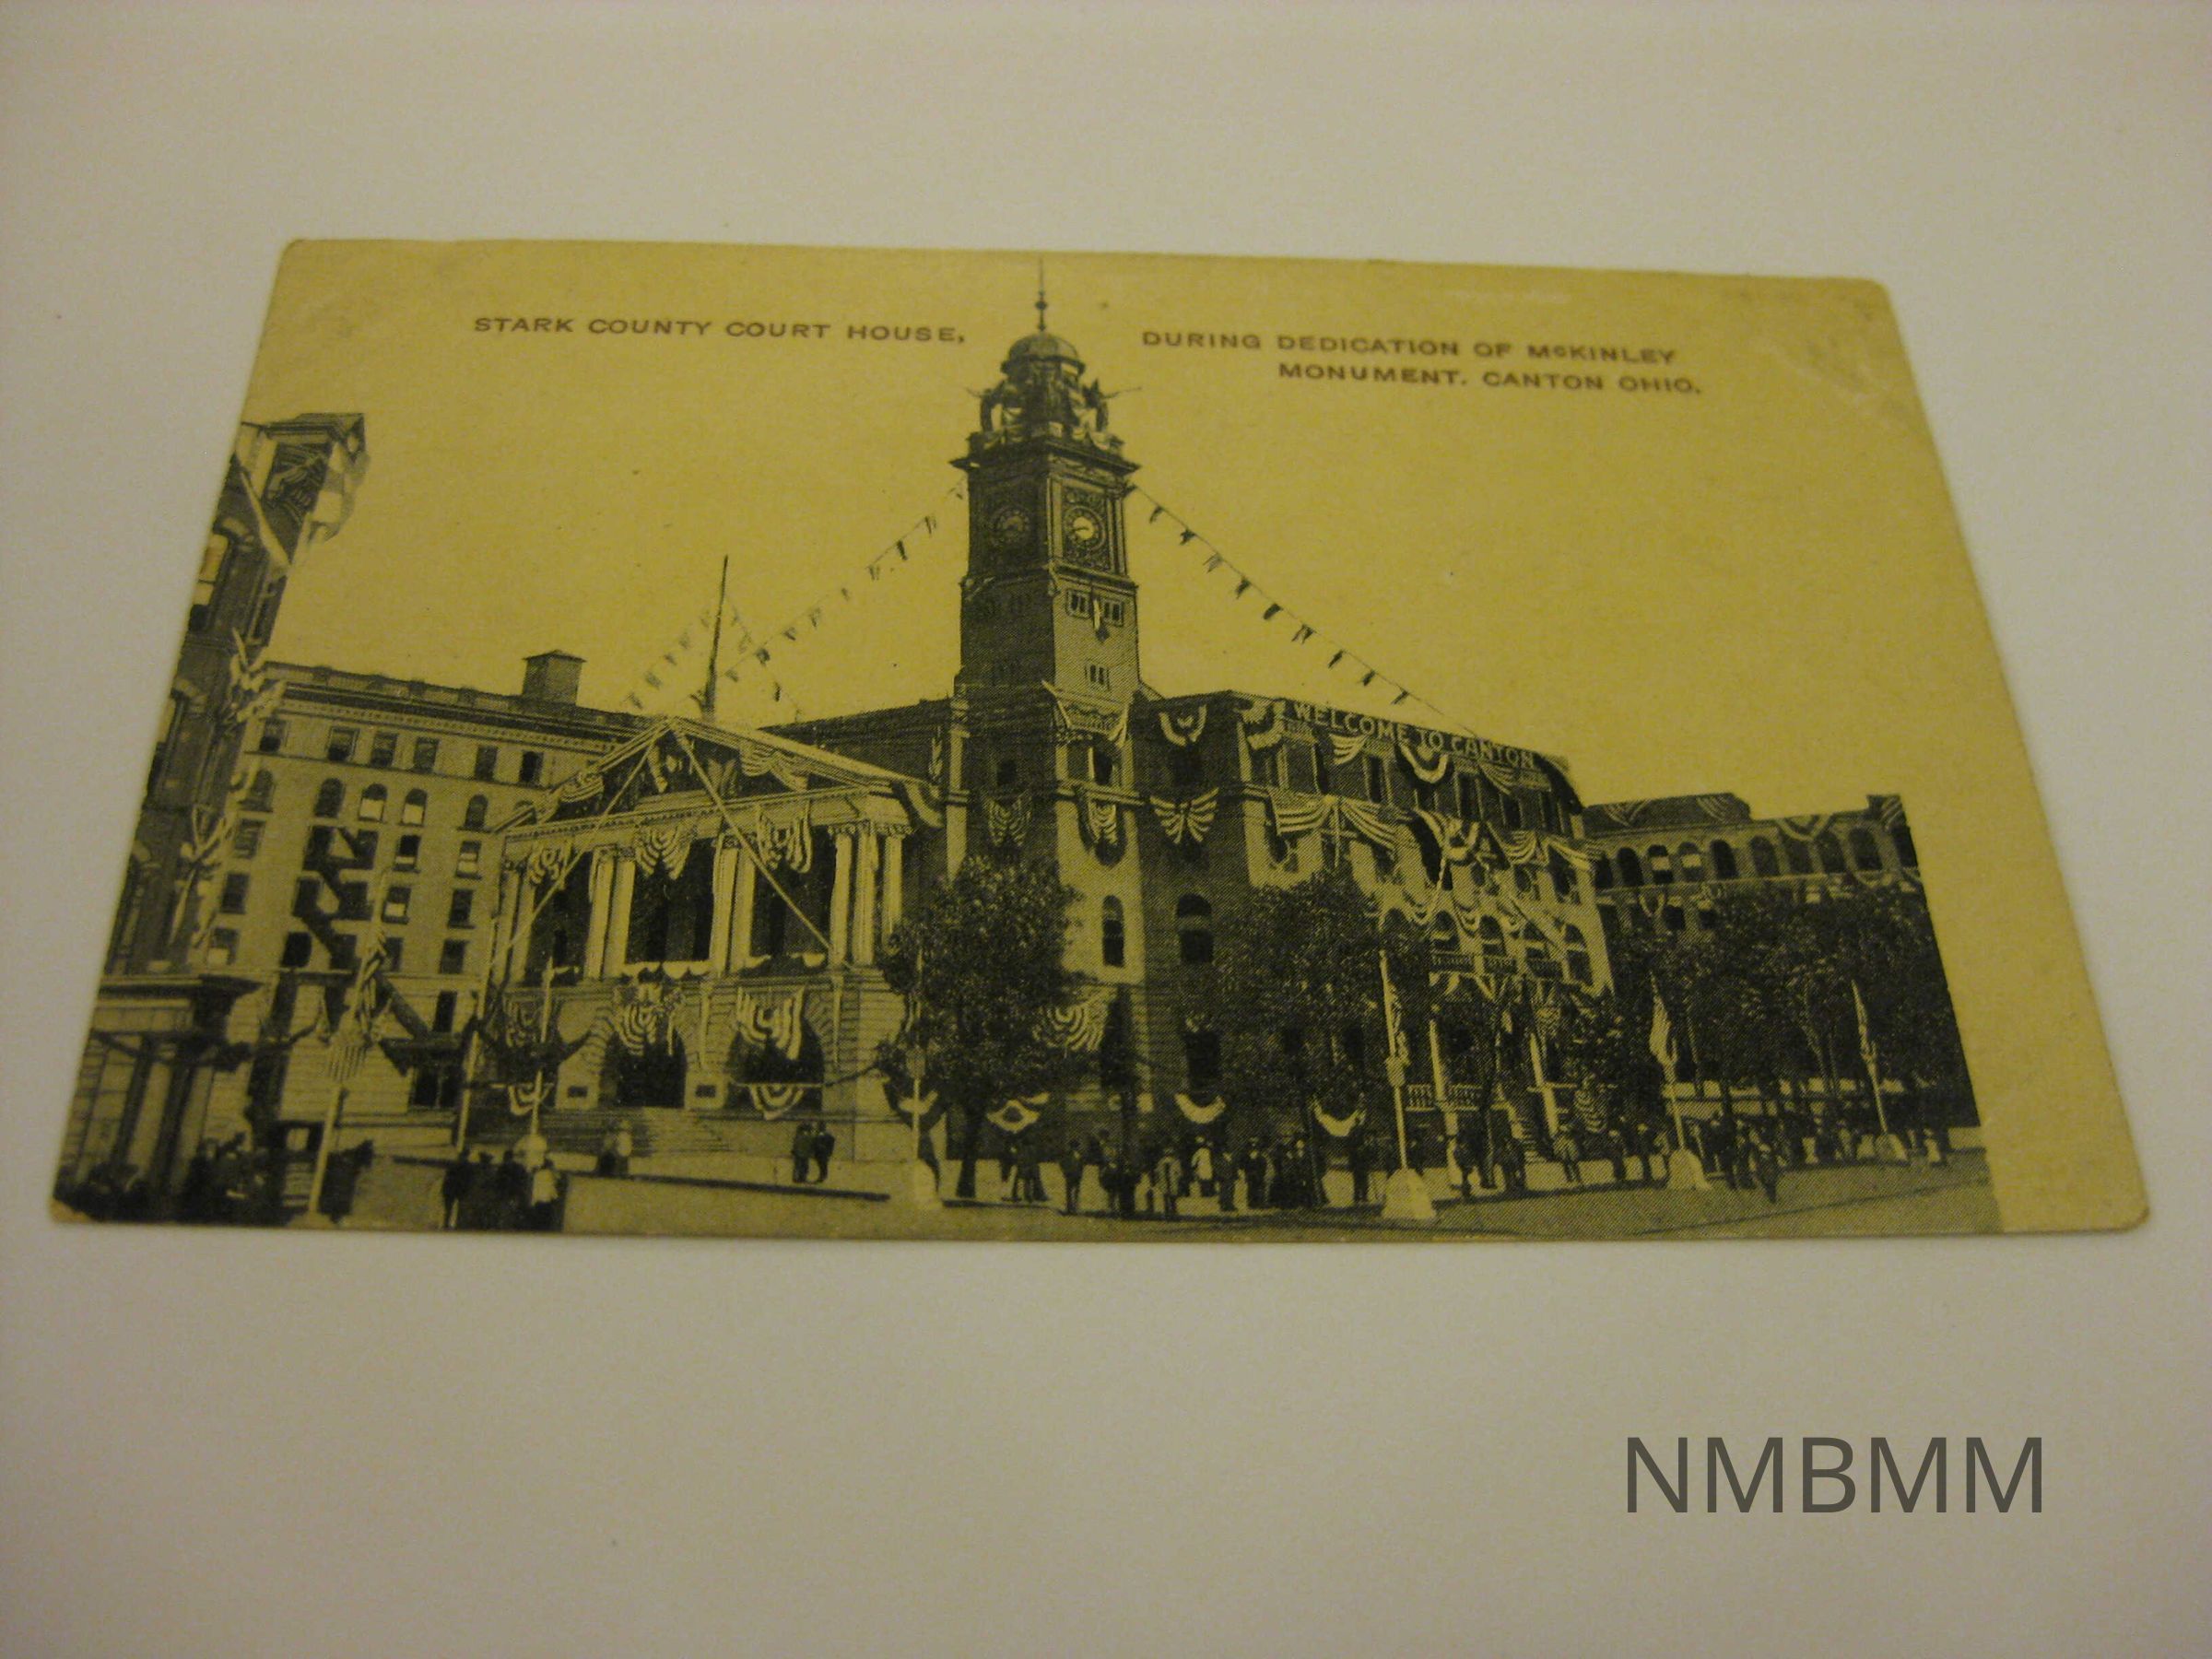 STARK COUNTY COURT HOUSE,
DURING DEDICATION OF McKINLEY
MONUMENT. CANTON OHIO.
WELCOME TO CANTON
NMBMM